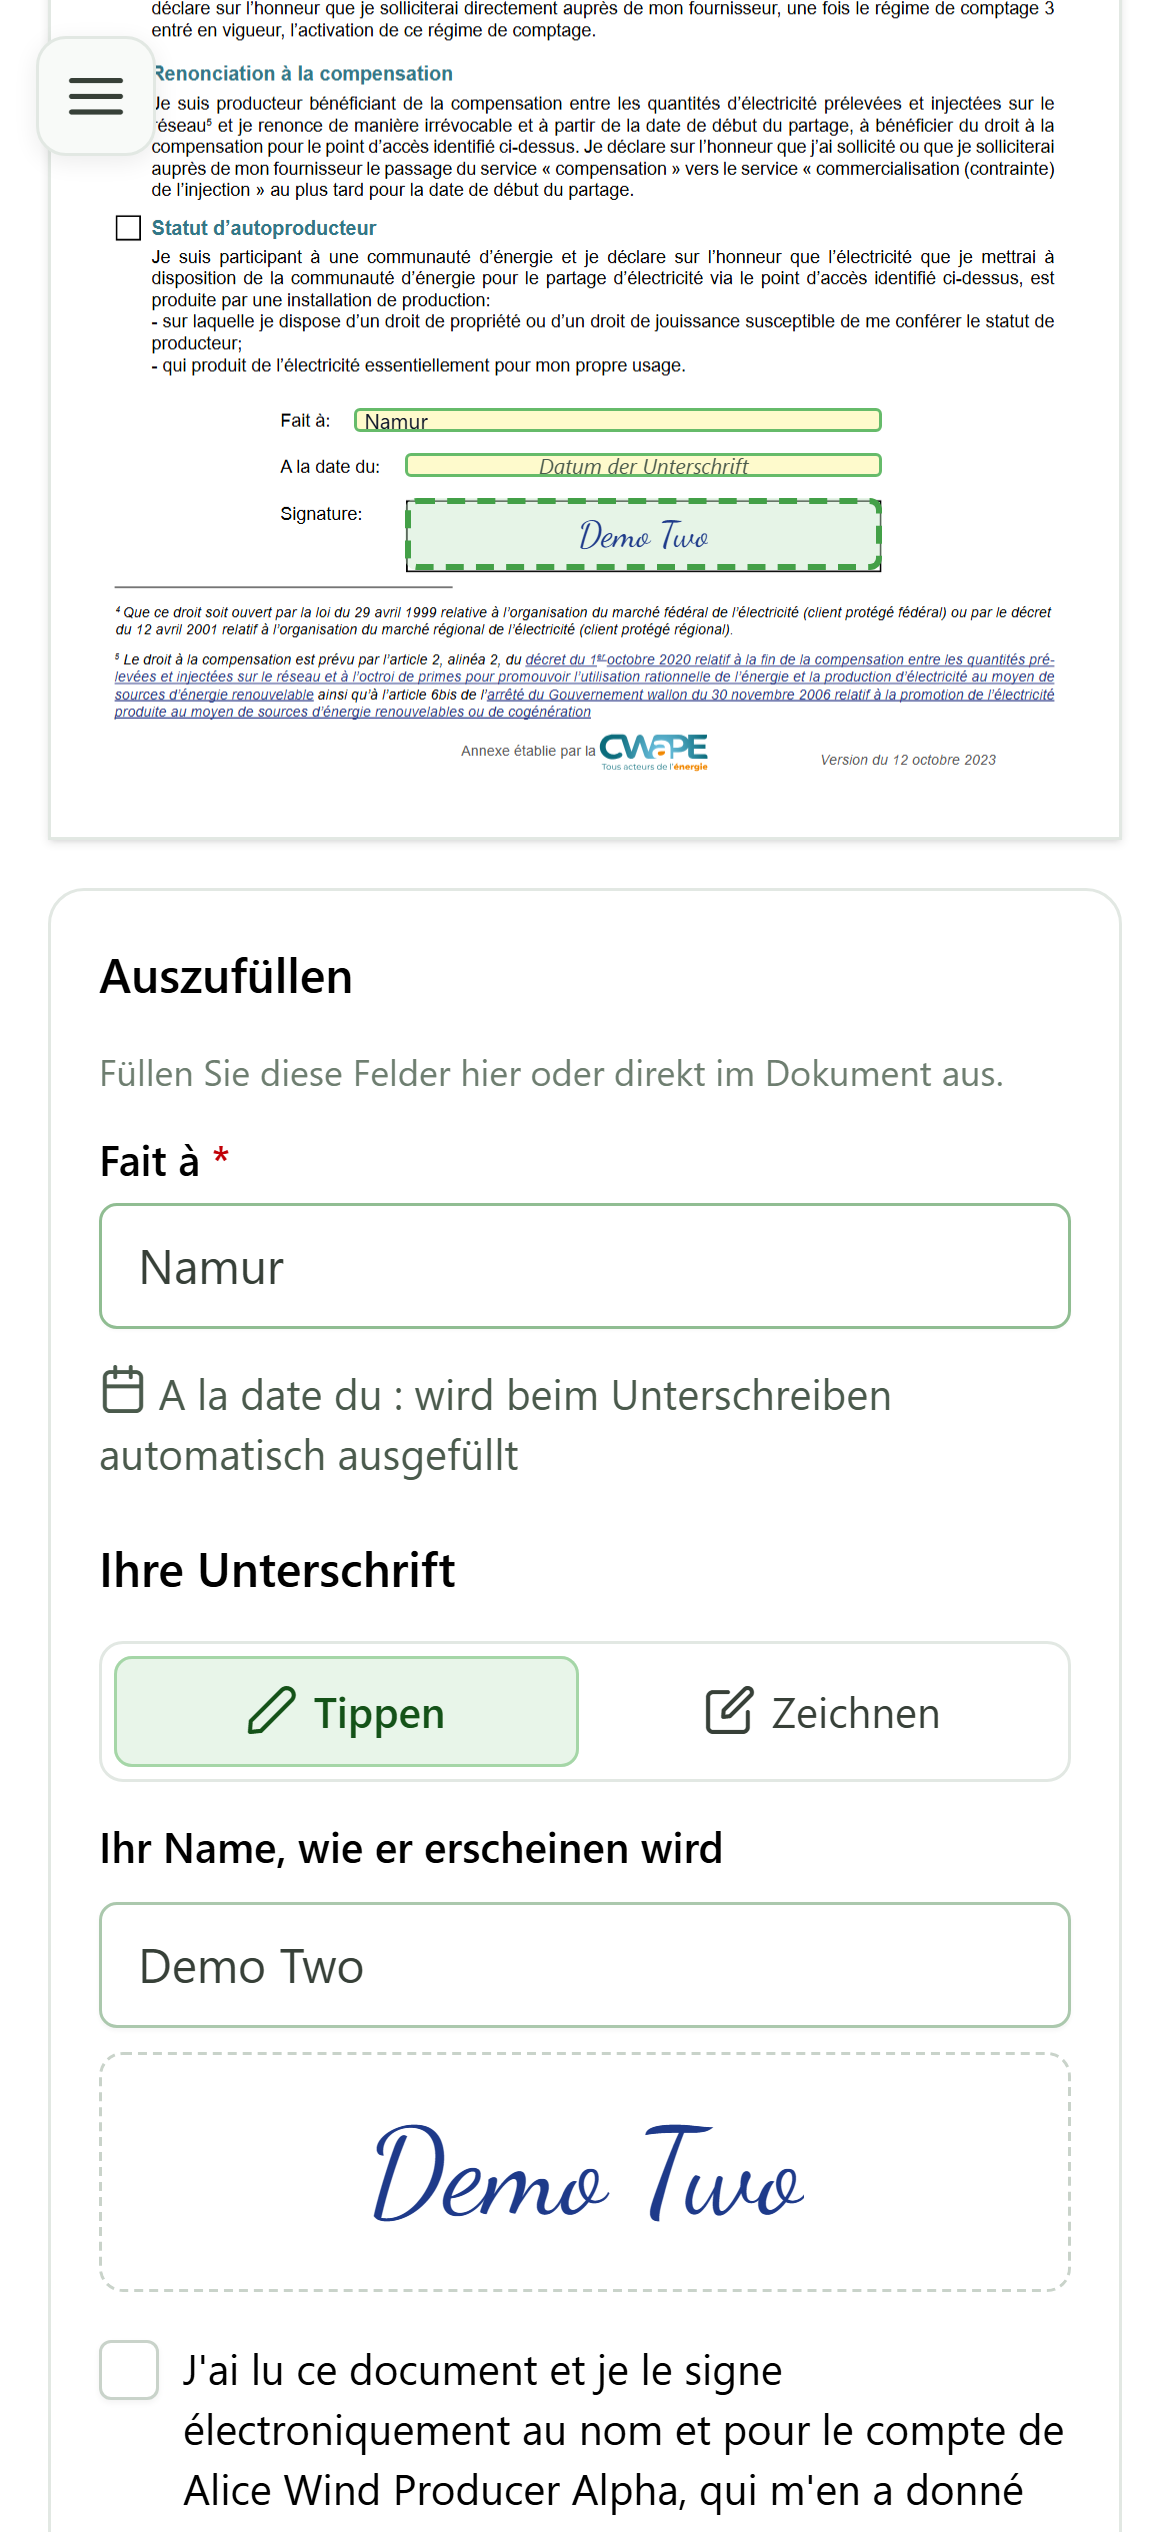 déclare sur l’honneur que je solliciterai directement auprès de mon fournisseur, une fois le régime de comptage 3
entré en vigueur, l’activation de ce régime de comptage.
Renonciation à la compensation
Je suis producteur bénéficiant de la compensation entre les quantités d’électricité prélevées et injectées sur le
réseau⁵ et je renonce de manière irrévocable et à partir de la date de début du partage, à bénéficier du droit à la
compensation pour le point d’accès identifié ci-dessus. Je déclare sur l’honneur que j’ai sollicité ou que je solliciterai
auprès de mon fournisseur le passage du service « compensation » vers le service « commercialisation (contrainte)
de l’injection » au plus tard pour la date de début du partage.
Statut d’autoproducteur
Je suis participant à une communauté d’énergie et je déclare sur l’honneur que l’électricité que je mettrai à
disposition de la communauté d’énergie pour le partage d’électricité via le point d’accès identifié ci-dessus, est
produite par une installation de production:
- sur laquelle je dispose d’un droit de propriété ou d’un droit de jouissance susceptible de me conférer le statut de
producteur;
- qui produit de l’électricité essentiellement pour mon propre usage.
Fait à: Namur
A la date du: Datum der Unterschrift
Signature: Demo Two
⁴ Que ce droit soit ouvert par la loi du 29 avril 1999 relative à l’organisation du marché fédéral de l’électricité (client protégé fédéral) ou par le décret
du 12 avril 2001 relatif à l’organisation du marché régional de l’électricité (client protégé régional).
⁵ Le droit à la compensation est prévu par l’article 2, alinéa 2, du décret du 1er octobre 2020 relatif à la fin de la compensation entre les quantités pré-
levées et injectées sur le réseau et à l’octroi de primes pour promouvoir l’utilisation rationnelle de l’énergie et la production d’électricité au moyen de
sources d’énergie renouvelable ainsi qu’à l’article 6bis de l’arrêté du Gouvernement wallon du 30 novembre 2006 relatif à la promotion de l’électricité
produite au moyen de sources d’énergie renouvelables ou de cogénération
Annexe établie par la CWaPE
Tous acteurs de l’énergie
Version du 12 octobre 2023
Auszufüllen
Füllen Sie diese Felder hier oder direkt im Dokument aus.
Fait à *
Namur
A la date du : wird beim Unterschreiben
automatisch ausgefüllt
Ihre Unterschrift
Tippen
Zeichnen
Ihr Name, wie er erscheinen wird
Demo Two
Demo Two
J'ai lu ce document et je le signe
électroniquement au nom et pour le compte de
Alice Wind Producer Alpha, qui m'en a donné